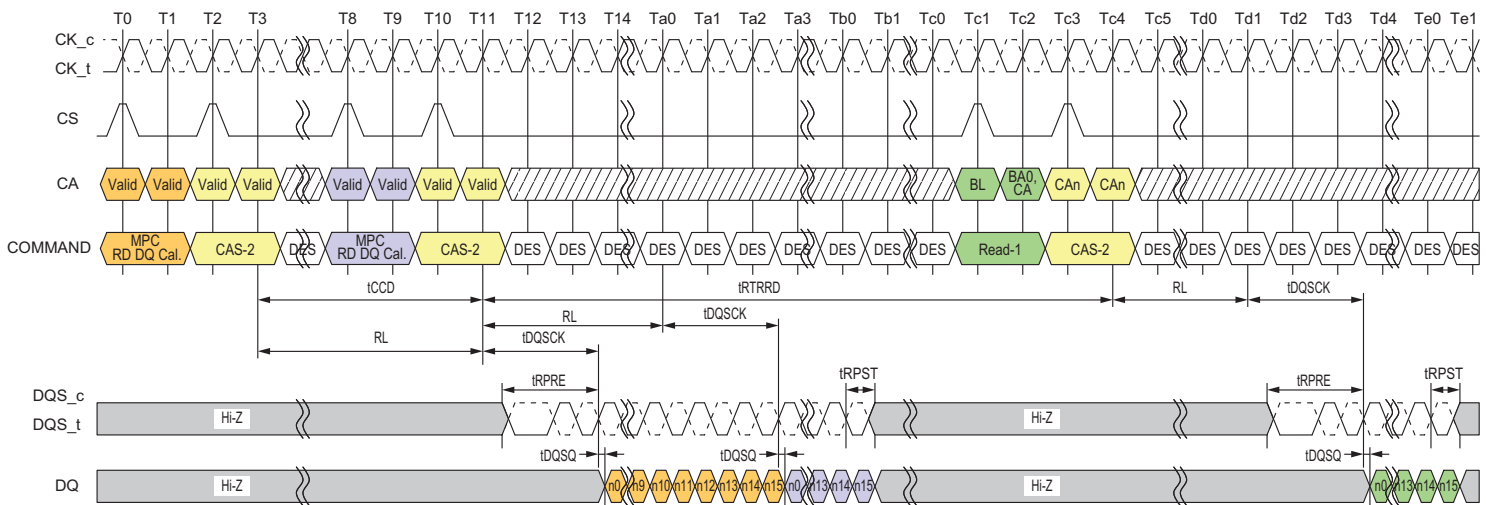 T0 T1 T2 T3 T8 T9 T10 T11 T12 T13 T14 Ta0 Ta1 Ta2 Ta3 Tb0 Tb1 Tc0 Tc1 Tc2 Tc3 Tc4 Tc5 Td0 Td1 Td2 Td3 Td4 Te0 Te1
CK_c
CK_t
CS
CA Valid Valid Valid Valid Valid Valid Valid Valid BL BA0, CA CAn CAn
COMMAND MPC RD DQ Cal. CAS-2 DES MPC RD DQ Cal. CAS-2 DES DES DES DES DES DES DES DES DES DES Read-1 CAS-2 DES DES DES DES DES DES DES DES
tCCD tRTRRD RL tDQSCK
RL tDQSCK
RL tDQSCK
tRPRE tRPST tRPRE tRPST
DQS_c
DQS_t
Hi-Z Hi-Z
tDQSQ tDQSQ tDQSQ
DQ Hi-Z n0 n9 n10 n11 n12 n13 n14 n15 n0 n13 n14 n15 Hi-Z n0 n13 n14 n15